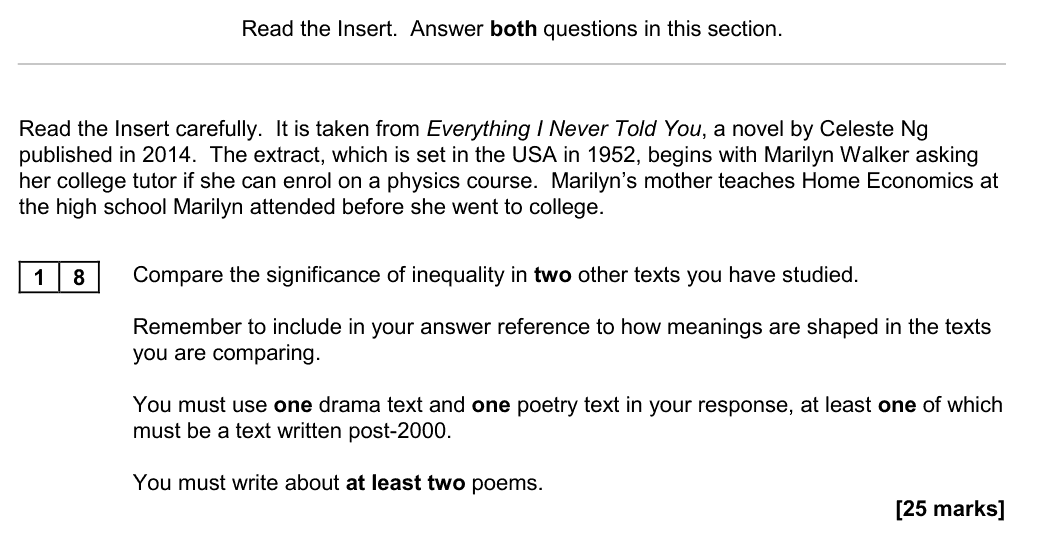 Read the Insert.  Answer both questions in this section.
Read the Insert carefully.  It is taken from Everything I Never Told You, a novel by Celeste Ng
published in 2014.  The extract, which is set in the USA in 1952, begins with Marilyn Walker asking
her college tutor if she can enrol on a physics course.  Marilyn’s mother teaches Home Economics at
the high school Marilyn attended before she went to college.
1 8 Compare the significance of inequality in two other texts you have studied.
Remember to include in your answer reference to how meanings are shaped in the texts
you are comparing.
You must use one drama text and one poetry text in your response, at least one of which
must be a text written post-2000.
You must write about at least two poems.
[25 marks]